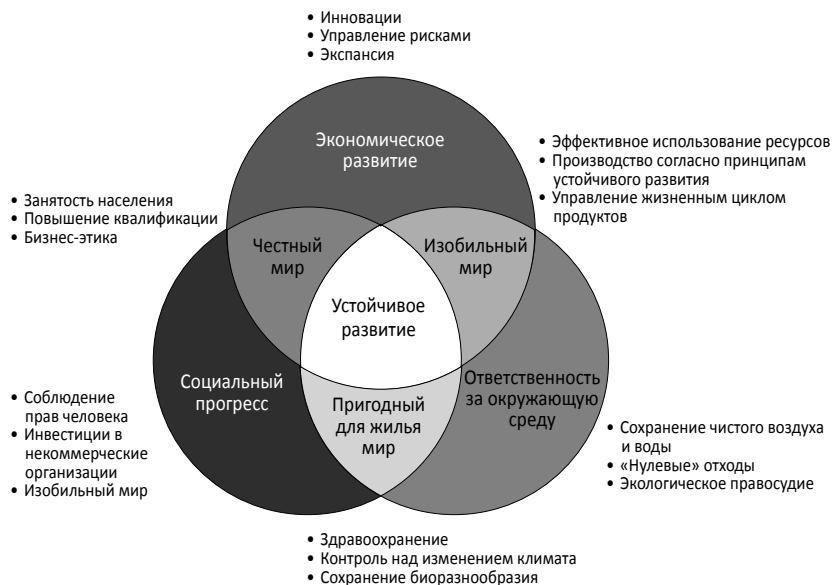 • Инновации
• Управление рисками
• Экспансия
Экономическое
развитие
• Эффективное использование ресурсов
• Производство согласно принципам
устойчивого развития
• Управление жизненным циклом
продуктов
• Занятость населения
• Повышение квалификации
• Бизнес-этика
Честный
мир
Изобильный
мир
Устойчивое
развитие
Социальный
прогресс
Пригодный
для жилья
мир
Ответственность
за окружающую
среду
• Соблюдение
прав человека
• Инвестиции в
некоммерческие
организации
• Изобильный мир
• Сохранение чистого воздуха
и воды
• «Нулевые» отходы
• Экологическое правосудие
• Здравоохранение
• Контроль над изменением климата
• Сохранение биоразнообразия